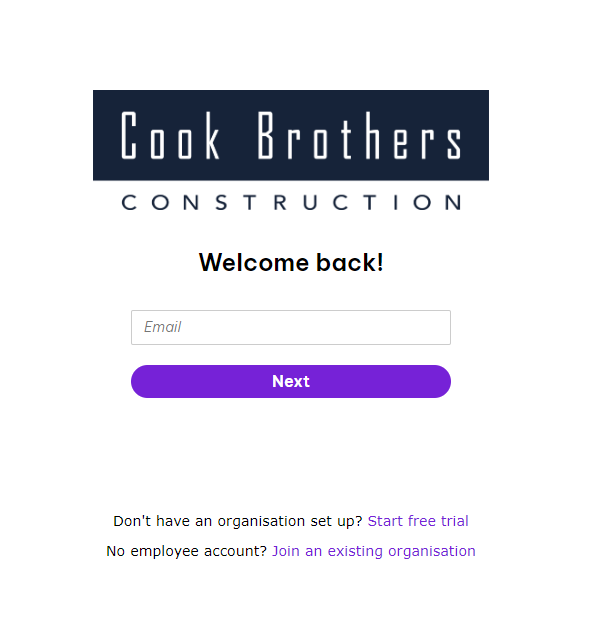 Cook Brothers
CONSTRUCTION
Welcome back!
Email
Next
Don't have an organisation set up? Start free trial
No employee account? Join an existing organisation